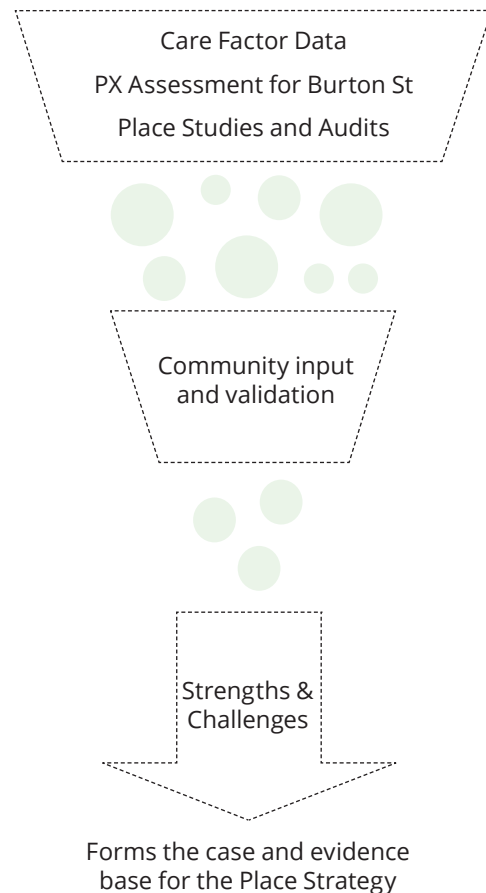 Care Factor Data
PX Assessment for Burton St
Place Studies and Audits
Community input
and validation
Strengths &
Challenges
Forms the case and evidence
base for the Place Strategy